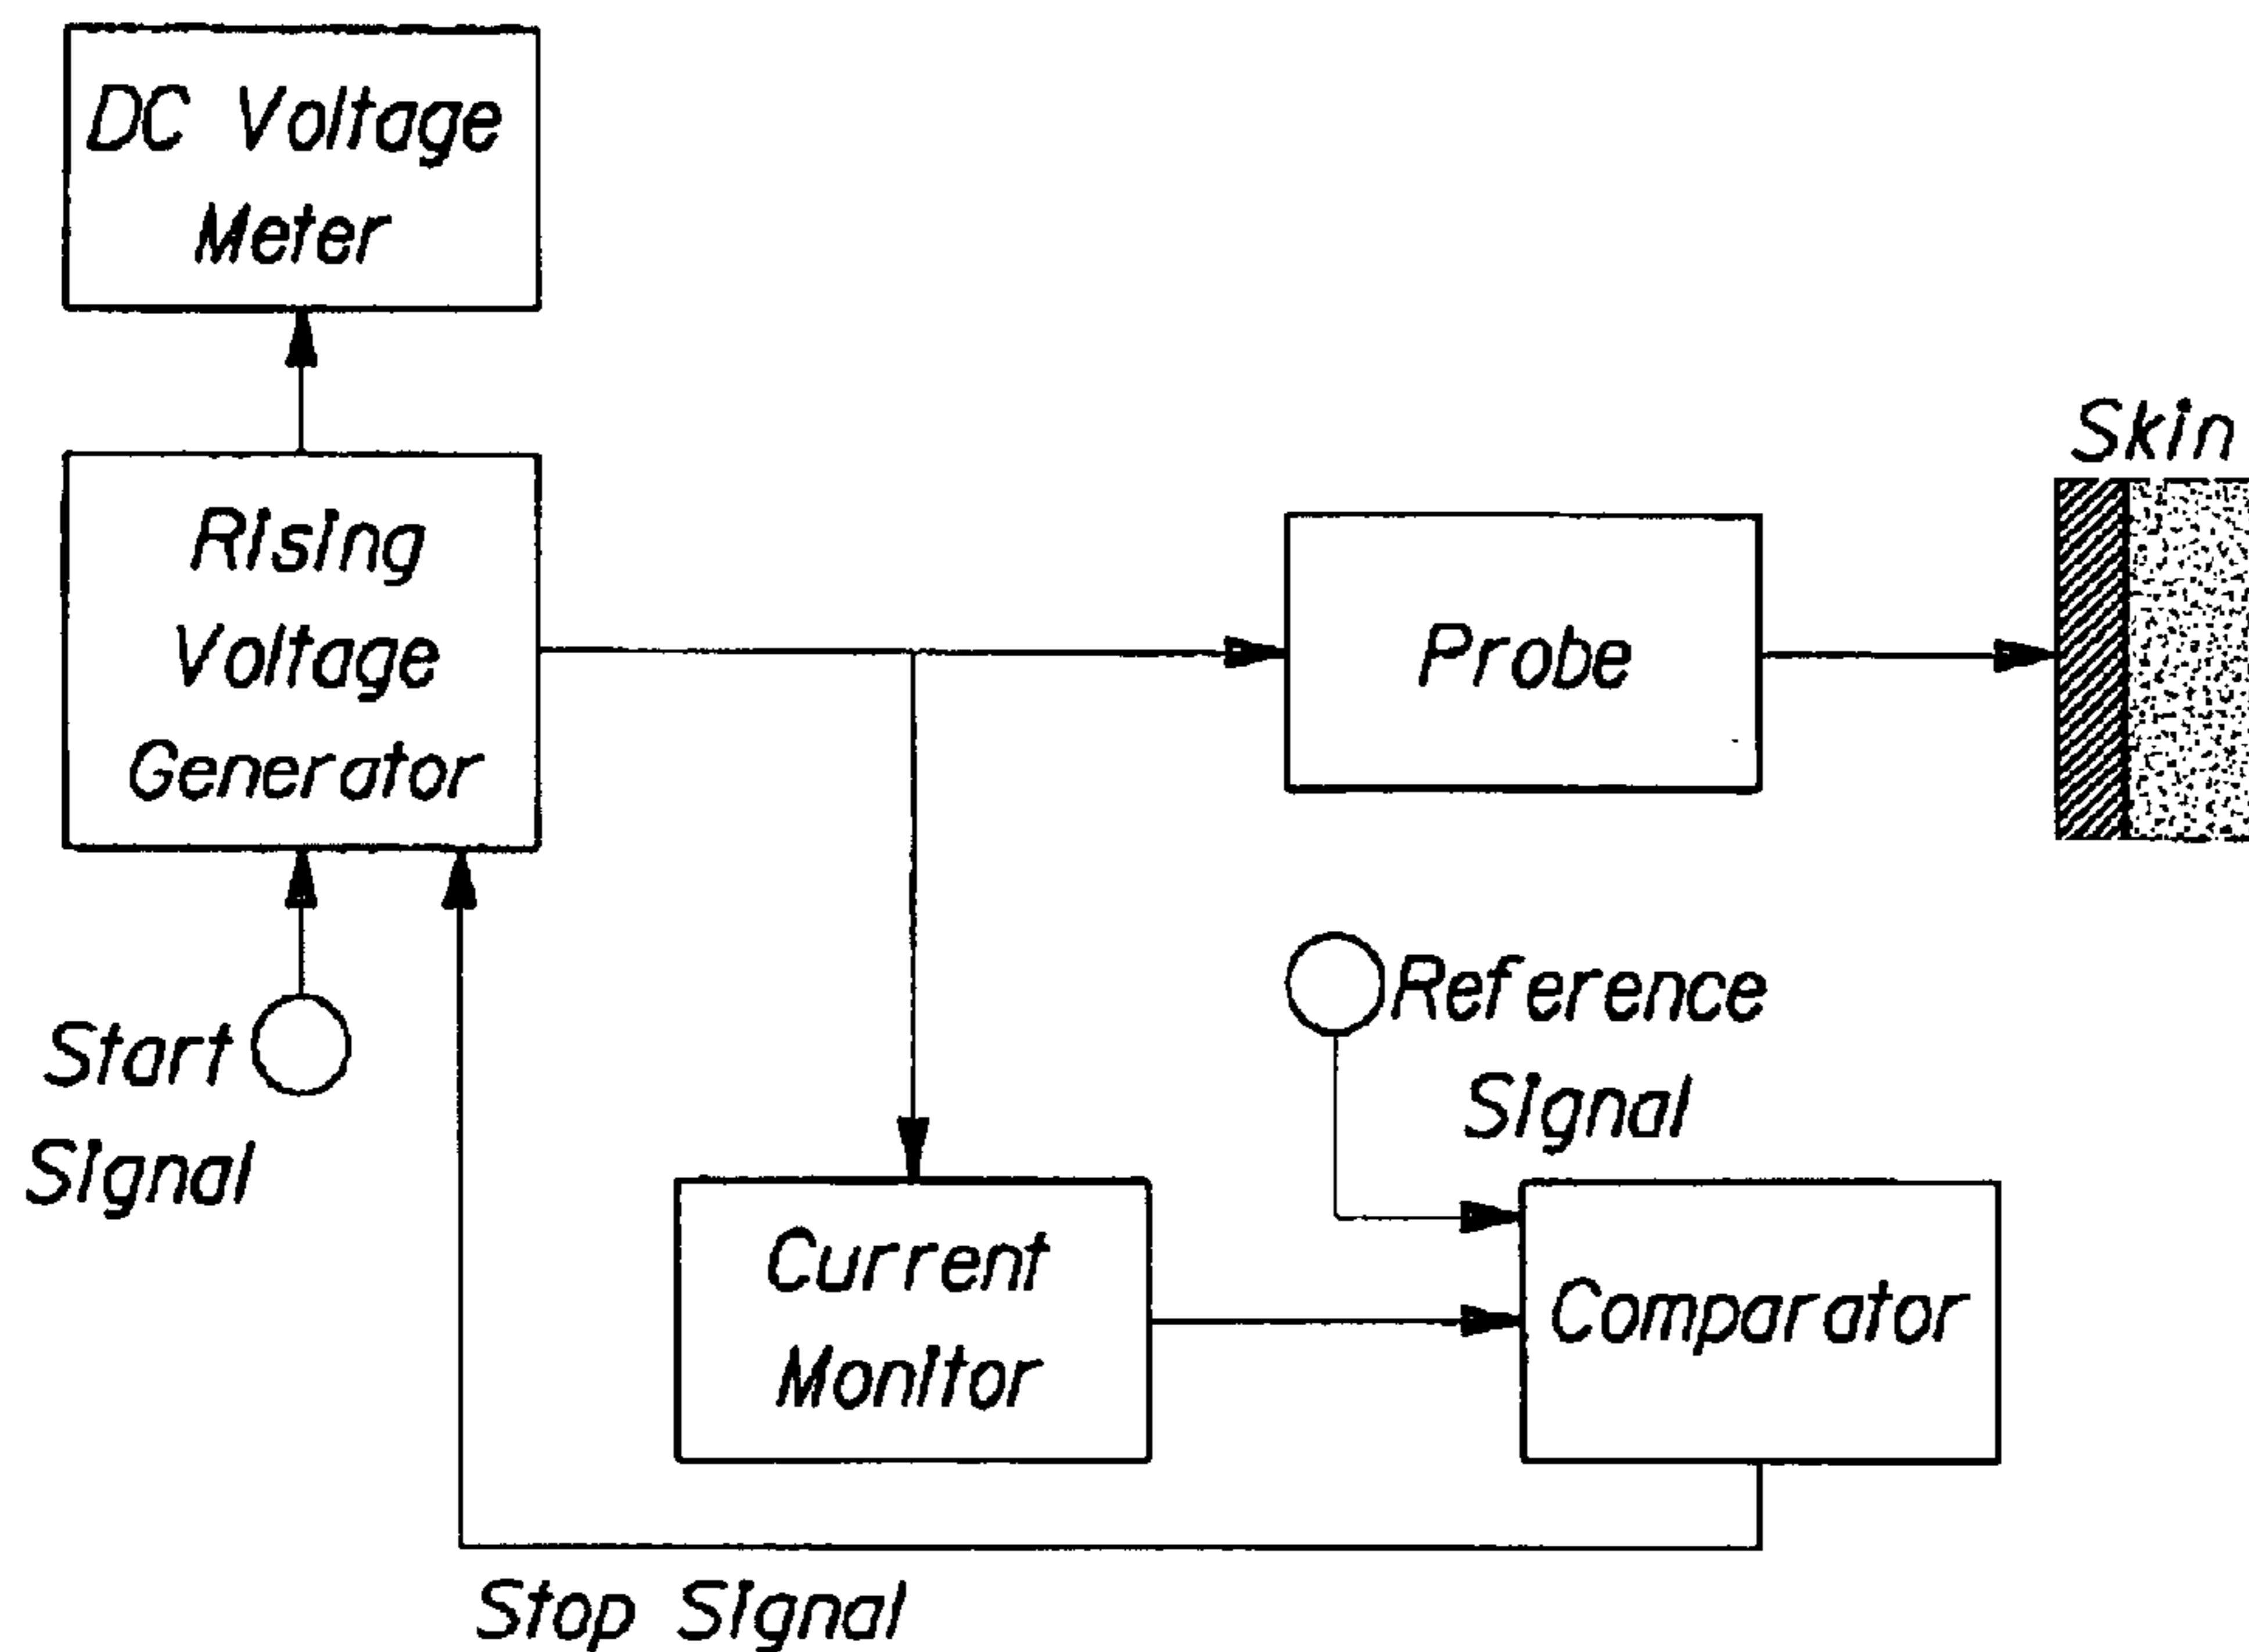 DC Voltage
Meter
Skin
Rising
Voltage
Generator
Probe
Start
Signal
Reference
Signal
Current
Monitor
Comparator
Stop Signal